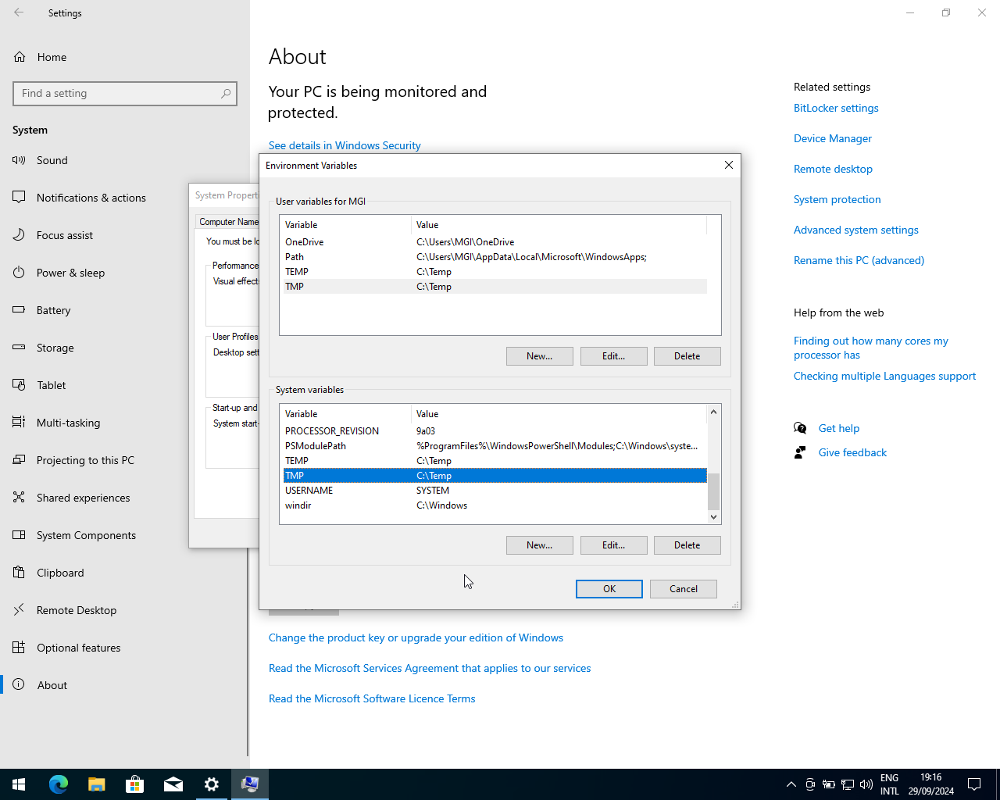 Settings
Home
Find a setting
System
Sound
Notifications & actions
Focus assist
Power & sleep
Battery
Storage
Tablet
Multi-tasking
Projecting to this PC
Shared experiences
System Components
Clipboard
Remote Desktop
Optional features
About
About
Your PC is being monitored and
protected.
See details in Windows Security
System Properti
Computer Name
You must be lo
Performance
Visual effects
User Profiles
Desktop sett
Start-up and
System start-
Environment Variables
User variables for MGI
Variable Value
OneDrive C:\Users\MGI\OneDrive
Path C:\Users\MGI\AppData\Local\Microsoft\WindowsApps;
TEMP C:\Temp
TMP C:\Temp
New... Edit... Delete
System variables
Variable Value
PROCESSOR_REVISION 9a03
PSModulePath %ProgramFiles%\WindowsPowerShell\Modules;C:\Windows\syste...
TEMP C:\Temp
TMP C:\Temp
USERNAME SYSTEM
windir C:\Windows
New... Edit... Delete
OK Cancel
Change the product key or upgrade your edition of Windows
Read the Microsoft Services Agreement that applies to our services
Read the Microsoft Software Licence Terms
Related settings
BitLocker settings
Device Manager
Remote desktop
System protection
Advanced system settings
Rename this PC (advanced)
Help from the web
Finding out how many cores my
processor has
Checking multiple Languages support
Get help
Give feedback
ENG
INTL
19:16
29/09/2024